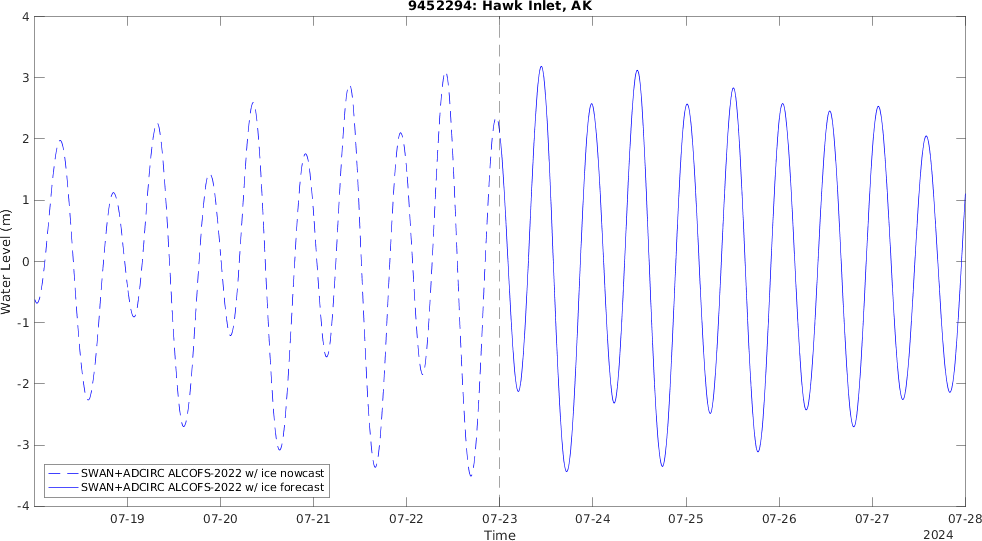 9452294: Hawk Inlet, AK
Water Level (m)
4
3
2
1
0
-1
-2
-3
-4
SWAN+ADCIRC ALCOFS-2022 w/ ice nowcast
SWAN+ADCIRC ALCOFS-2022 w/ ice forecast
07-19 07-20 07-21 07-22 07-23 07-24 07-25 07-26 07-27 07-28
Time
2024